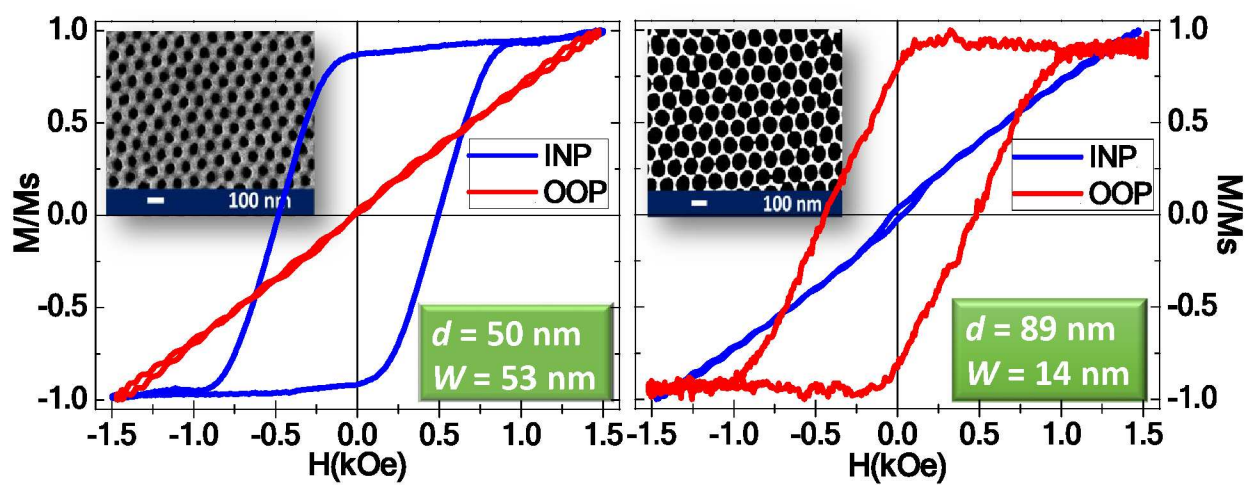 1.0
0.5
0.0
-0.5
-1.0
M/Ms
100 nm
INP
OOP
d = 50 nm
W = 53 nm
-1.5 -1.0 -0.5 0.0 0.5 1.0 1.5
H(kOe)
100 nm
INP
OOP
d = 89 nm
W = 14 nm
1.0
0.5
0.0
-0.5
-1.0
M/Ms
-1.5 -1.0 -0.5 0.0 0.5 1.0 1.5
H(kOe)